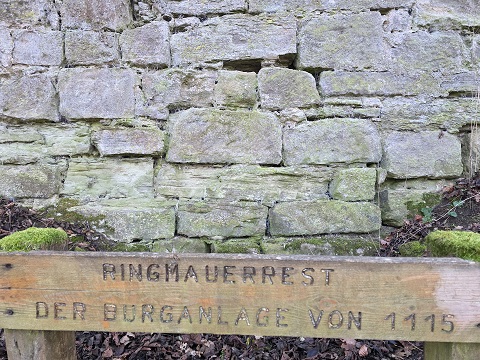 RINGMAUERREST
DER BURGANLAGE VON 1115